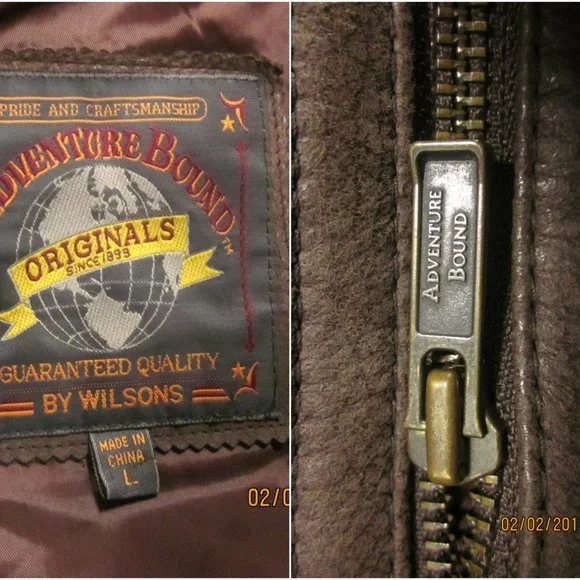 PRIDE AND CRAFTSMANSHIP
ADVENTURE BOUND™
ORIGINALS
SINCE 1899
GUARANTEED QUALITY
BY WILSONS
MADE IN
CHINA
L
02/0
ADVENTURE
BOUND
02/02/201